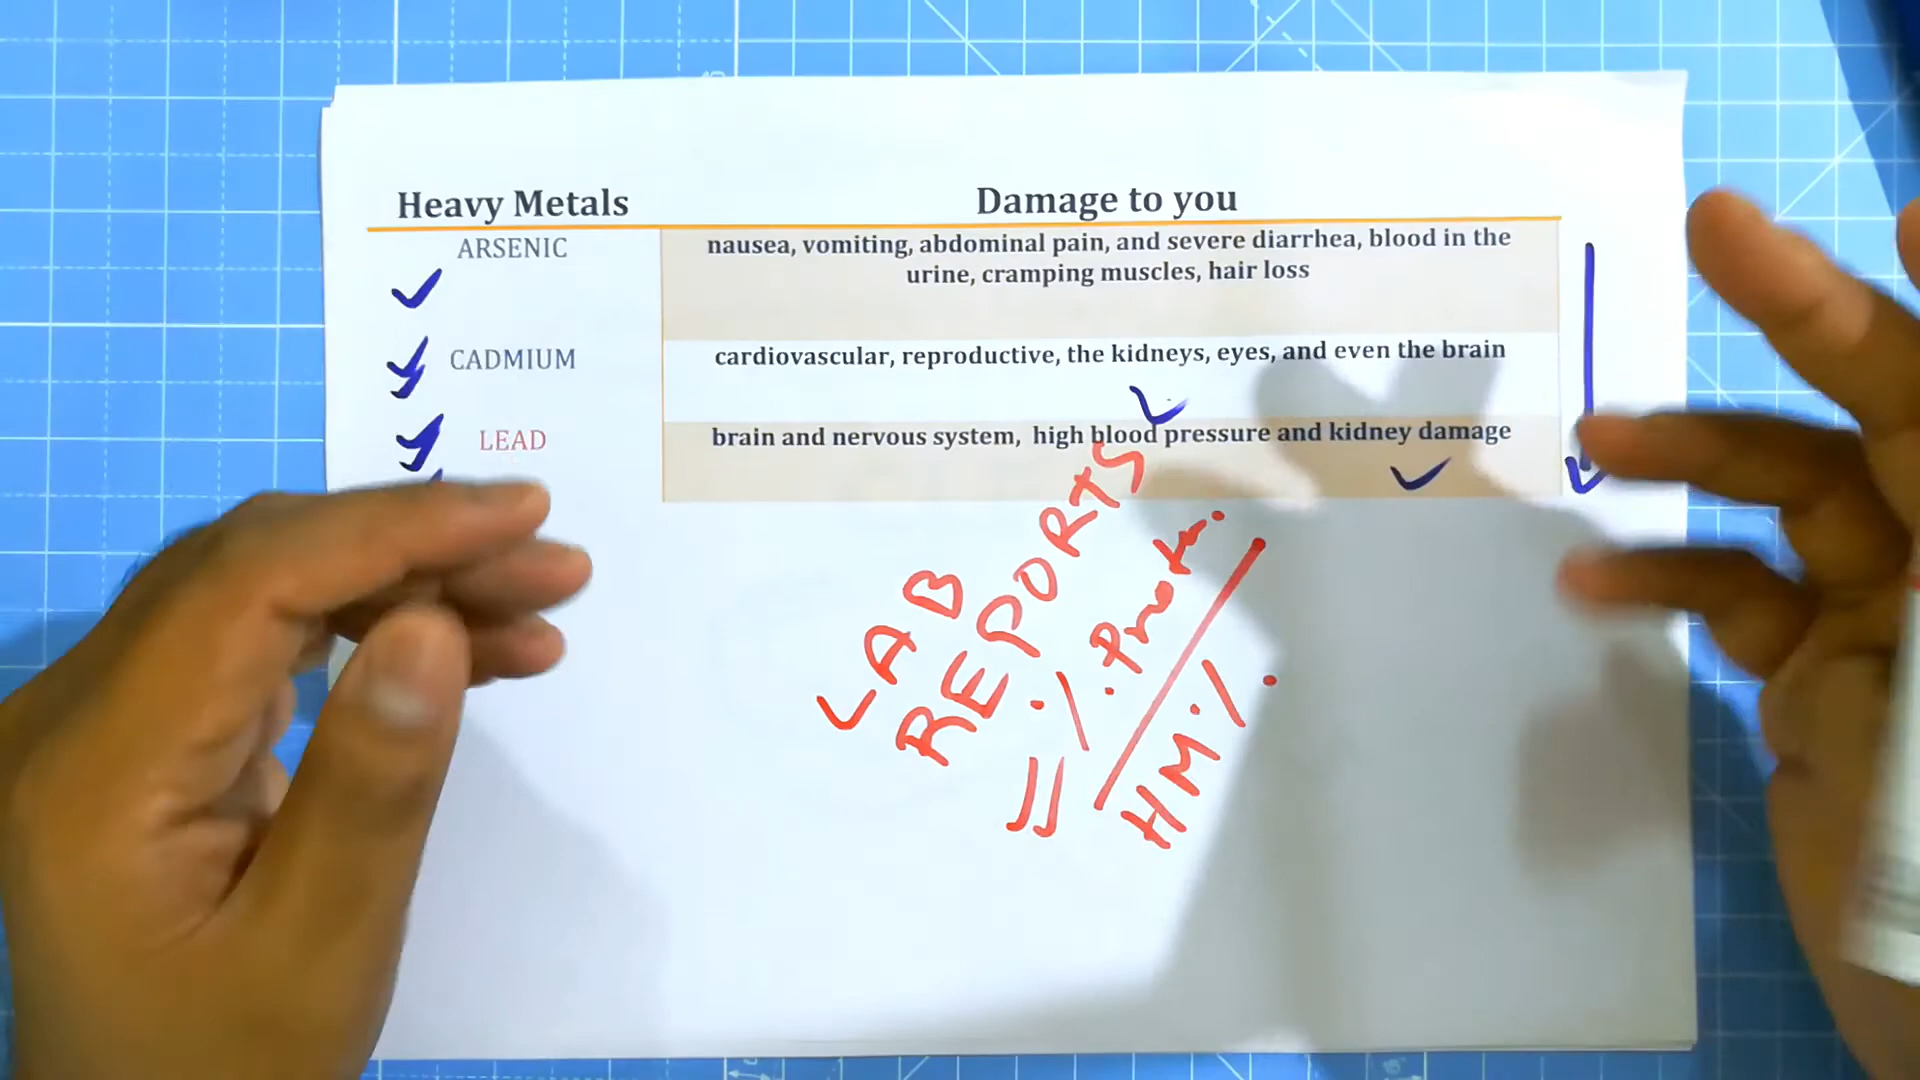 Heavy Metals Damage to you
ARSENIC nausea, vomiting, abdominal pain, and severe diarrhea, blood in the
urine, cramping muscles, hair loss
CADMIUM cardiovascular, reproductive, the kidneys, eyes, and even the brain
LEAD brain and nervous system, high blood pressure and kidney damage
LAB
REPORTS
HM %.